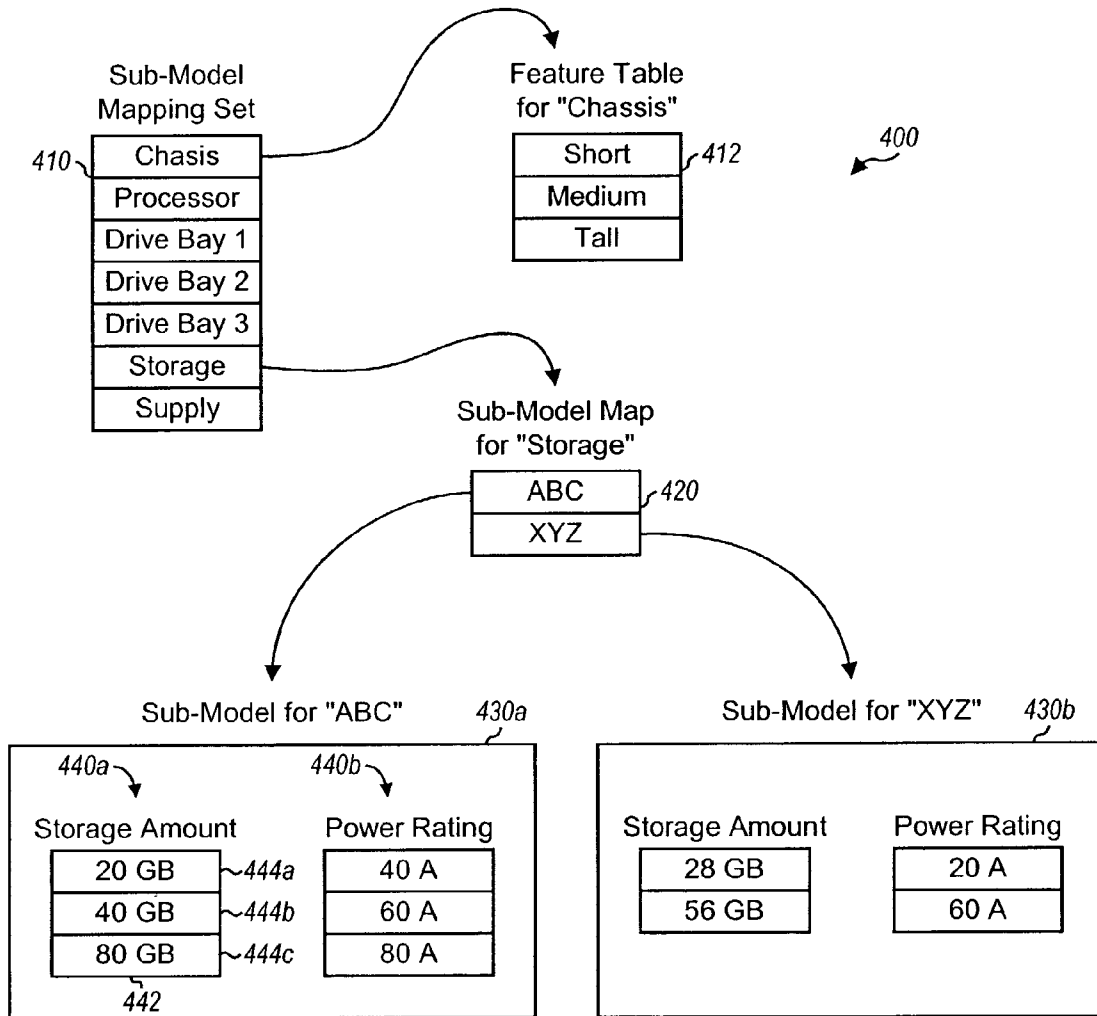 Sub-Model
Mapping Set
410
Chasis
Processor
Drive Bay 1
Drive Bay 2
Drive Bay 3
Storage
Supply
Feature Table
for "Chassis"
Short
Medium
Tall
412
400
Sub-Model Map
for "Storage"
ABC
XYZ
420
Sub-Model for "ABC"
430a
440a
440b
Storage Amount
20 GB
40 GB
80 GB
444a
444b
444c
442
Power Rating
40 A
60 A
80 A
Sub-Model for "XYZ"
430b
Storage Amount
28 GB
56 GB
Power Rating
20 A
60 A